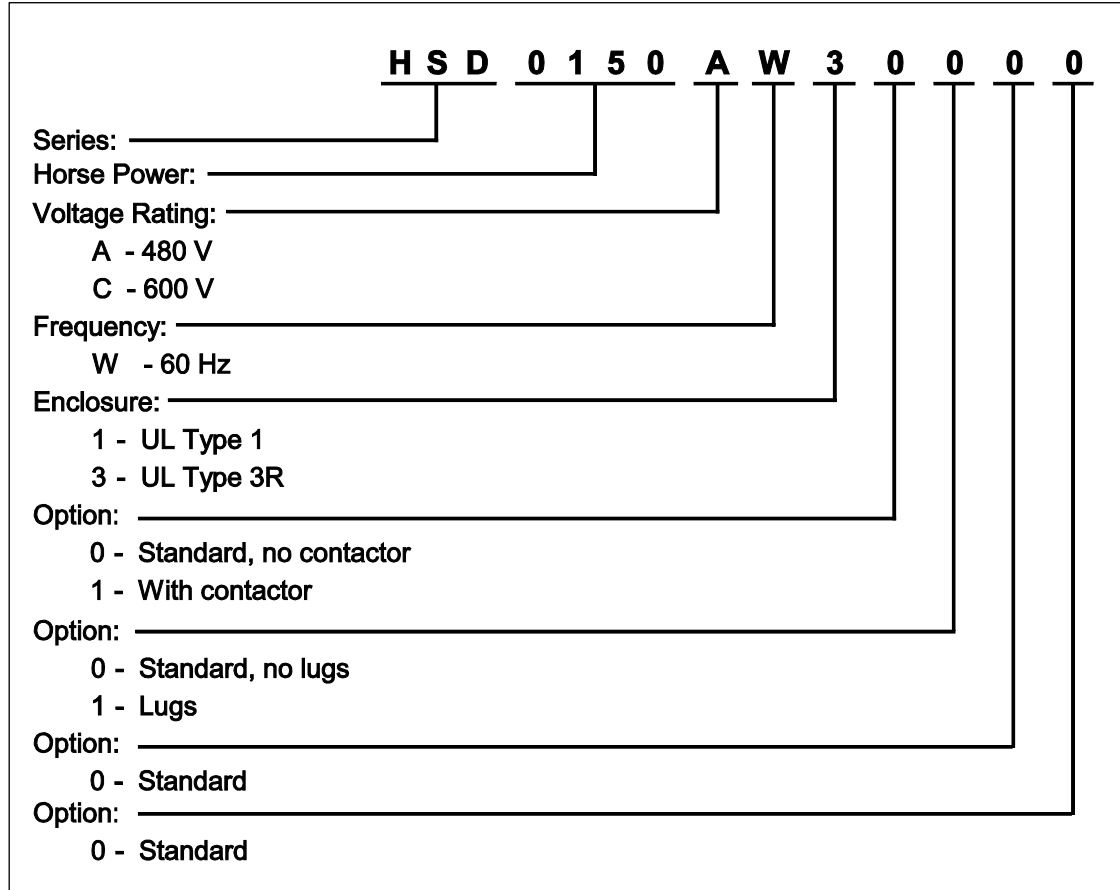 H S D 0 1 5 0 A W 3 0 0 0 0
Series:
Horse Power:
Voltage Rating:
A - 480 V
C - 600 V
Frequency:
W - 60 Hz
Enclosure:
1 - UL Type 1
3 - UL Type 3R
Option:
0 - Standard, no contactor
1 - With contactor
Option:
0 - Standard, no lugs
1 - Lugs
Option:
0 - Standard
Option:
0 - Standard